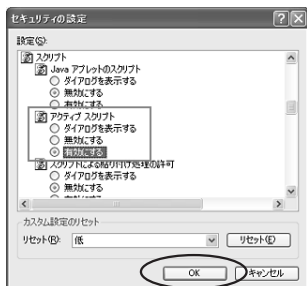 セキュリティの設定
設定(S):
スクリプト
Java アプレットのスクリプト
ダイアログを表示する
無効にする
有効にする
アクティブ スクリプト
ダイアログを表示する
無効にする
有効にする
スクリプトによる貼り付け処理の許可
ダイアログを表示する
無効にする
有効にする
カスタム設定のリセット
リセット(R): 低 リセット(E)
OK キャンセル